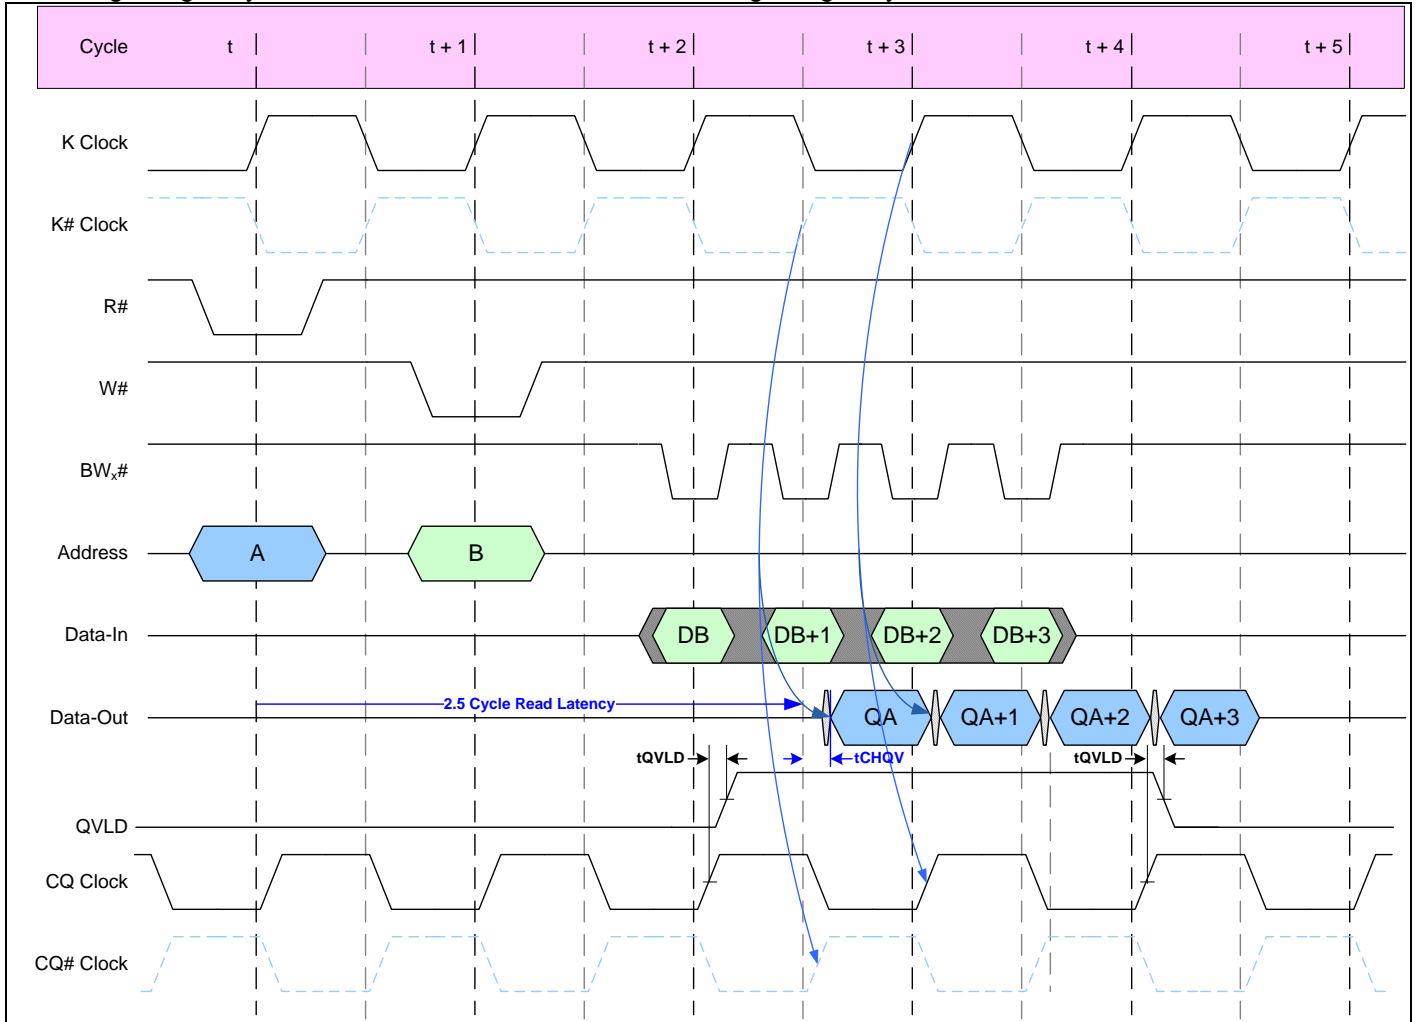 Cycle t t + 1 t + 2 t + 3 t + 4 t + 5
K Clock
K# Clock
R#
W#
BWx#
Address A B
Data-In DB DB+1 DB+2 DB+3
2.5 Cycle Read Latency
Data-Out QA QA+1 QA+2 QA+3
tQVLD tCHQV tQVLD
QVLD
CQ Clock
CQ# Clock